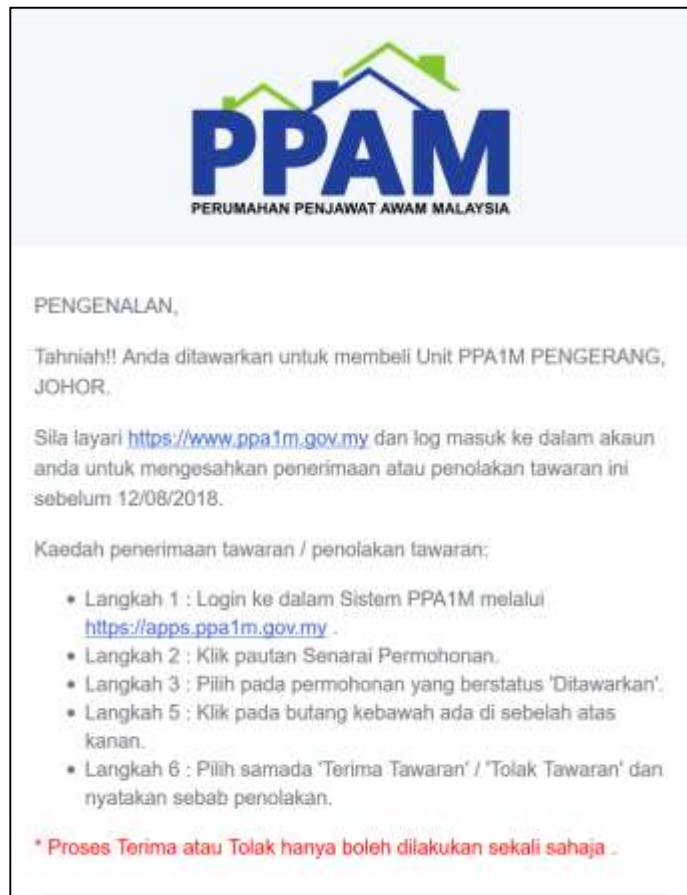 PPAM
PERUMAHAN PENJAWAT AWAM MALAYSIA
PENGENALAN,
Tahniah!! Anda ditawarkan untuk membeli Unit PPA1M PENGERANG,
JOHOR.
Sila layari https://www.ppa1m.gov.my dan log masuk ke dalam akaun
anda untuk mengesahkan penerimaan atau penolakan tawaran ini
sebelum 12/08/2018.
Kaedah penerimaan tawaran / penolakan tawaran:
• Langkah 1 : Login ke dalam Sistem PPA1M melalui
https://apps.ppa1m.gov.my .
• Langkah 2 : Klik pautan Senarai Permohonan.
• Langkah 3 : Pilih pada permohonan yang berstatus 'Ditawarkan'.
• Langkah 5 : Klik pada butang kebawah ada di sebelah atas
kanan.
• Langkah 6 : Pilih samada 'Terima Tawaran' / 'Tolak Tawaran' dan
nyatakan sebab penolakan.
* Proses Terima atau Tolak hanya boleh dilakukan sekali sahaja .